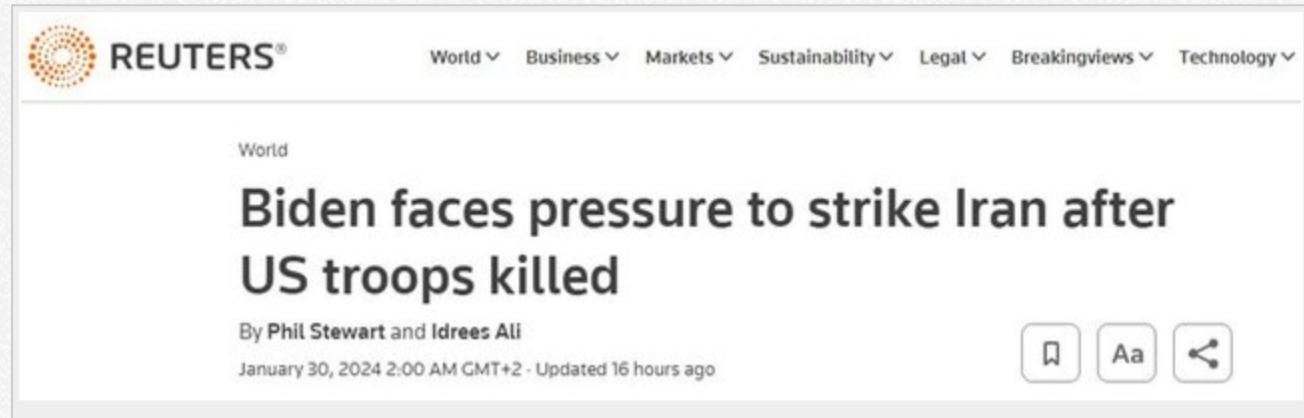 REUTERS®
World Business Markets Sustainability Legal Breakingviews Technology
World
Biden faces pressure to strike Iran after
US troops killed
By Phil Stewart and Idrees Ali
Aa
January 30, 2024 2:00 AM GMT+2 · Updated 16 hours ago